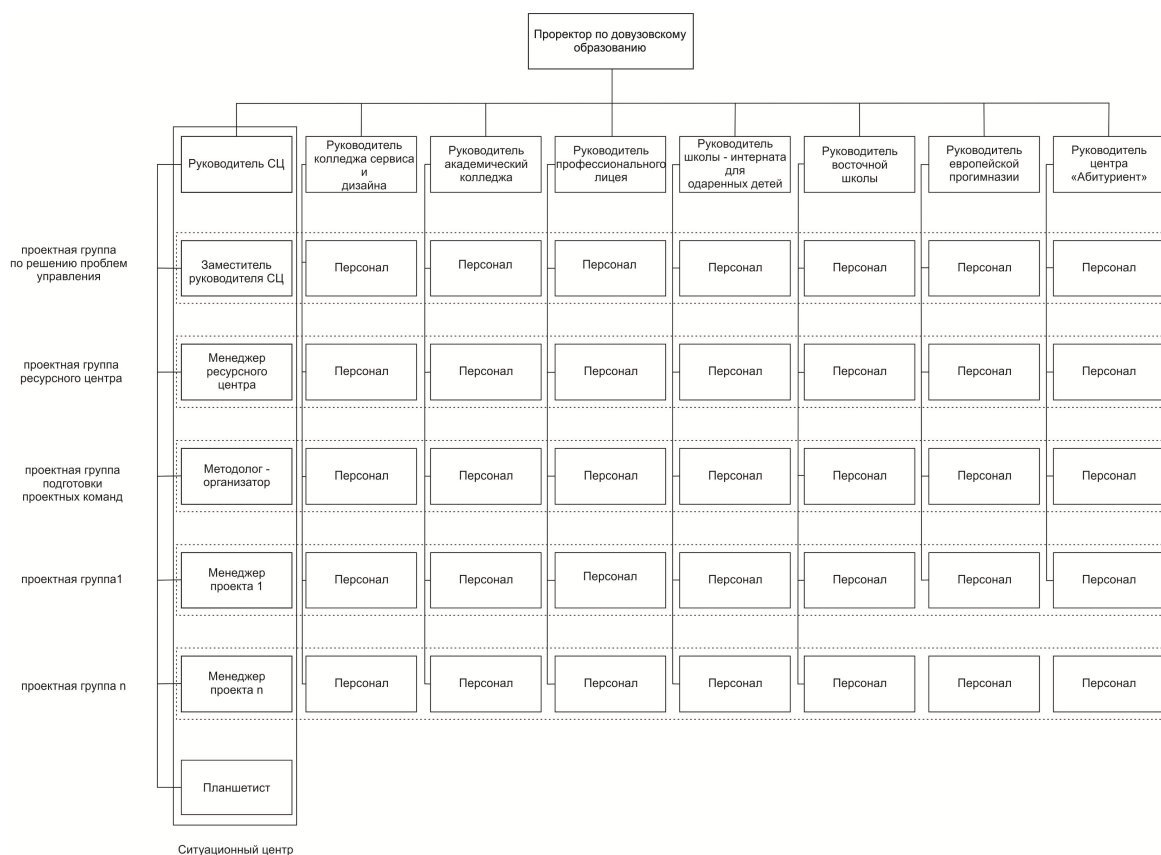 Проректор по довузовскому
образованию
Руководитель СЦ
Руководитель
колледжа сервиса
и
дизайна
Руководитель
академический
колледжа
Руководитель
профессионального
лицея
Руководитель
школы - интерната
для
одаренных детей
Руководитель
восточной
школы
Руководитель
европейской
прогимназии
Руководитель
центра
«Абитуриент»
проектная группа
по решению проблем
управления
Заместитель
руководителя СЦ
Персонал
Персонал
Персонал
Персонал
Персонал
Персонал
Персонал
проектная группа
ресурсного центра
Менеджер
ресурсного
центра
Персонал
Персонал
Персонал
Персонал
Персонал
Персонал
Персонал
проектная группа
подготовки
проектных команд
Методолог -
организатор
Персонал
Персонал
Персонал
Персонал
Персонал
Персонал
Персонал
проектная группа1
Менеджер
проекта 1
Персонал
Персонал
Персонал
Персонал
Персонал
Персонал
Персонал
проектная группа n
Менеджер
проекта n
Персонал
Персонал
Персонал
Персонал
Персонал
Персонал
Персонал
Планшетист
Ситуационный центр